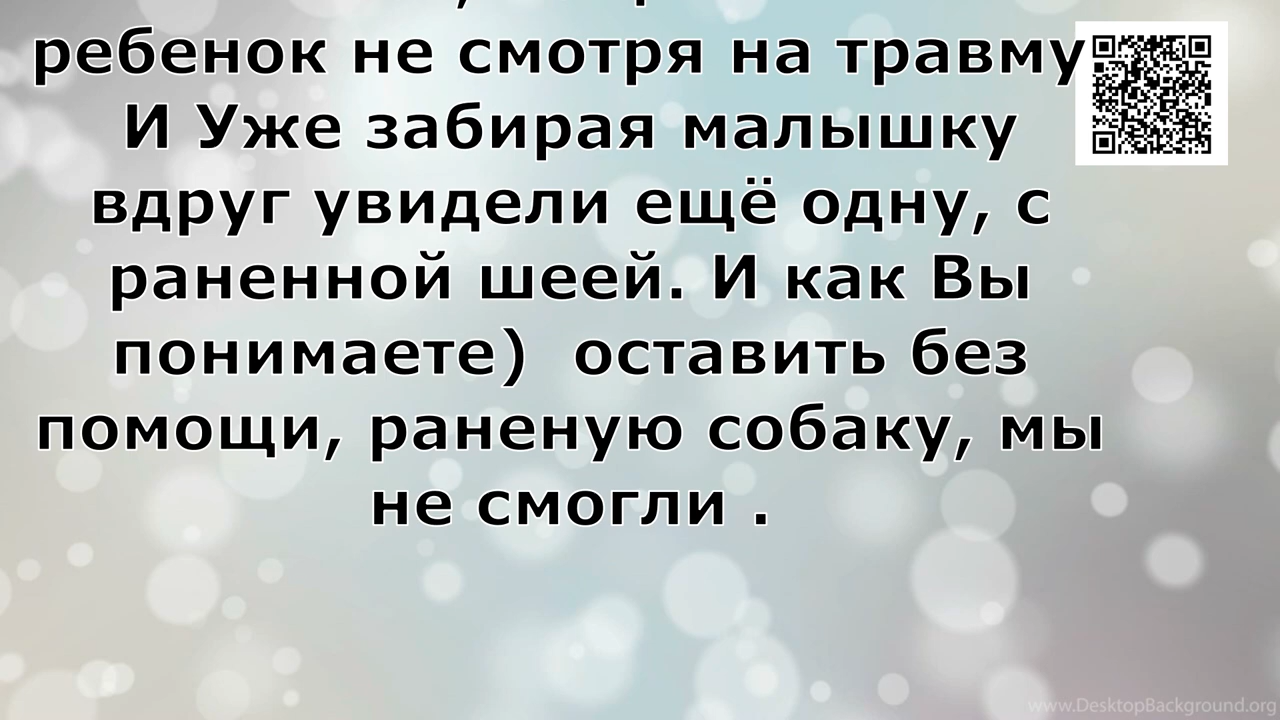 ребенок не смотря на травму
И Уже забирая малышку
вдруг увидели ещё одну, с
раненной шеей. И как Вы
понимаете)  оставить без
помощи, раненую собаку, мы
не смогли .
www.DesktopBackground.org